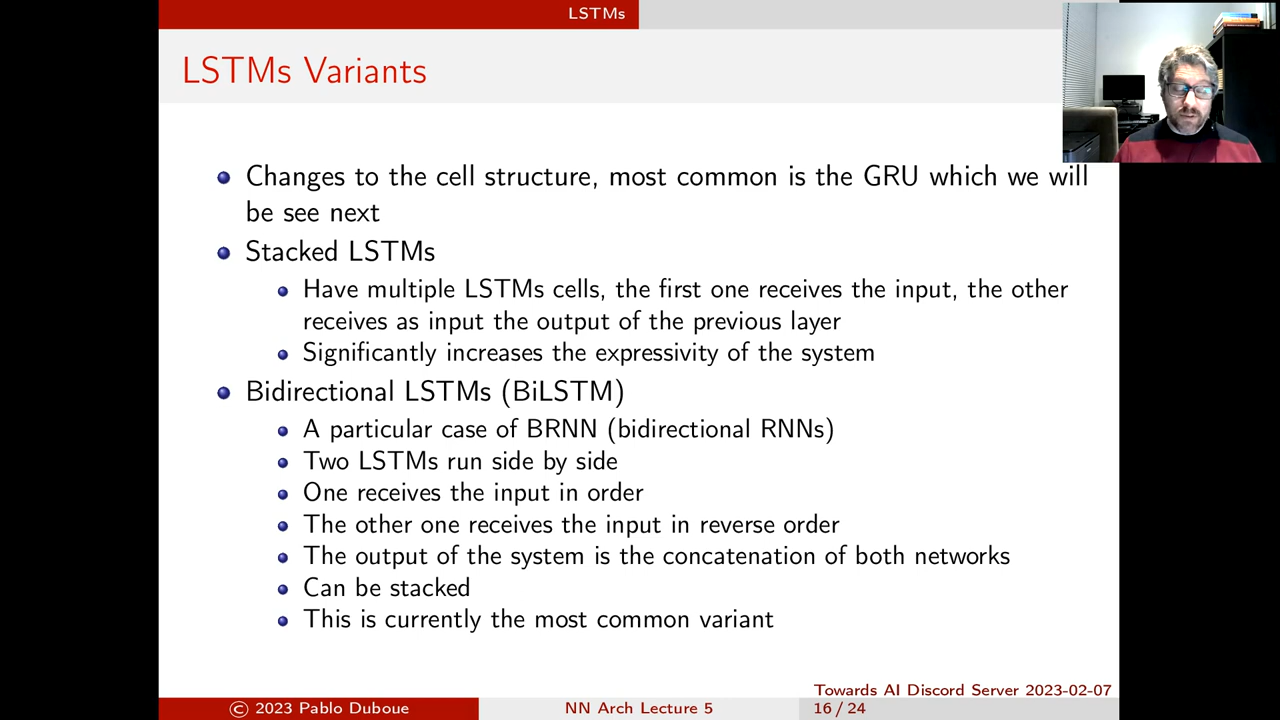 LSTMs
LSTMs Variants
Changes to the cell structure, most common is the GRU which we will
be see next
Stacked LSTMs
Have multiple LSTMs cells, the first one receives the input, the other
receives as input the output of the previous layer
Significantly increases the expressivity of the system
Bidirectional LSTMs (BiLSTM)
A particular case of BRNN (bidirectional RNNs)
Two LSTMs run side by side
One receives the input in order
The other one receives the input in reverse order
The output of the system is the concatenation of both networks
Can be stacked
This is currently the most common variant
Towards AI Discord Server 2023-02-07
© 2023 Pablo Duboue
NN Arch Lecture 5
16 / 24